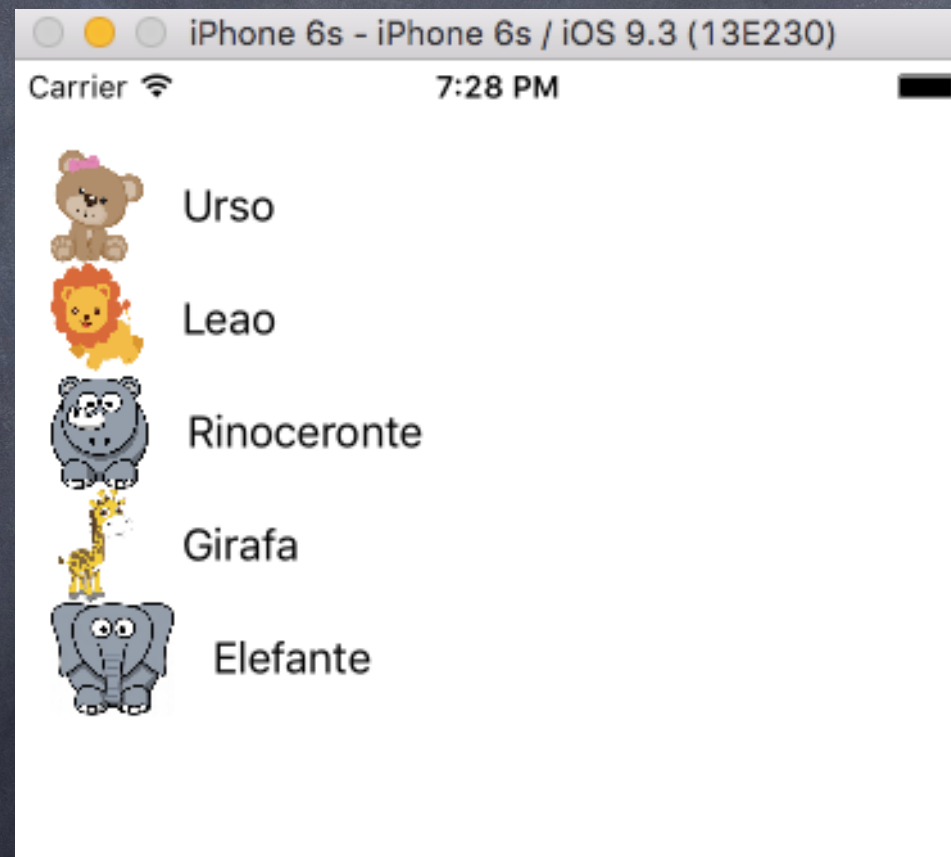 iPhone 6s - iPhone 6s / iOS 9.3 (13E230)
Carrier 7:28 PM
Urso
Leao
Rinoceronte
Girafa
Elefante